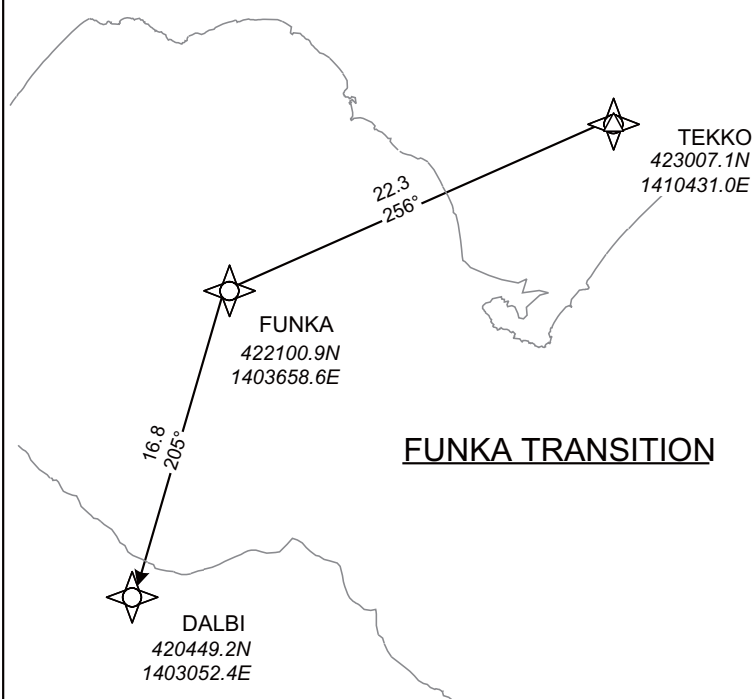 TEKKO
423007.1N
1410431.0E
22.3
256°
FUNKA
422100.9N
1403658.6E
16.8
205°
FUNKA TRANSITION
DALBI
420449.2N
1403052.4E